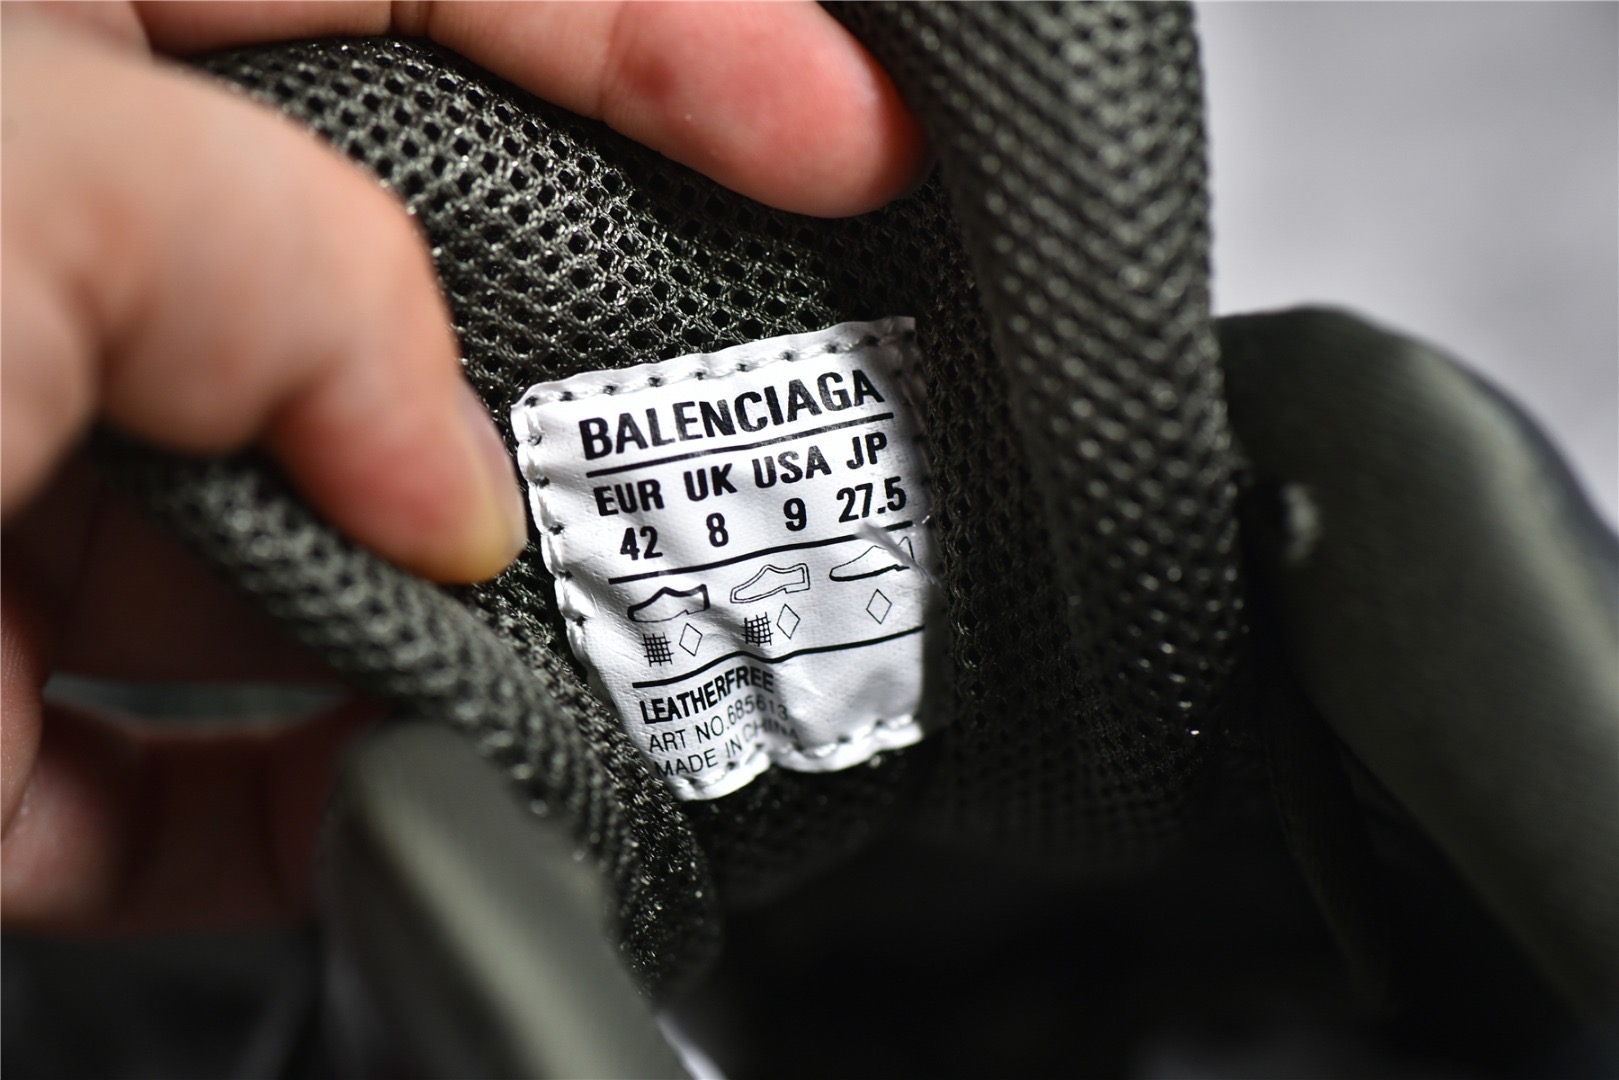 BALENCIAGA
EUR UK USA JP
42 8 9 27.5
LEATHERFREE
ART NO.685613
MADE IN CHINA